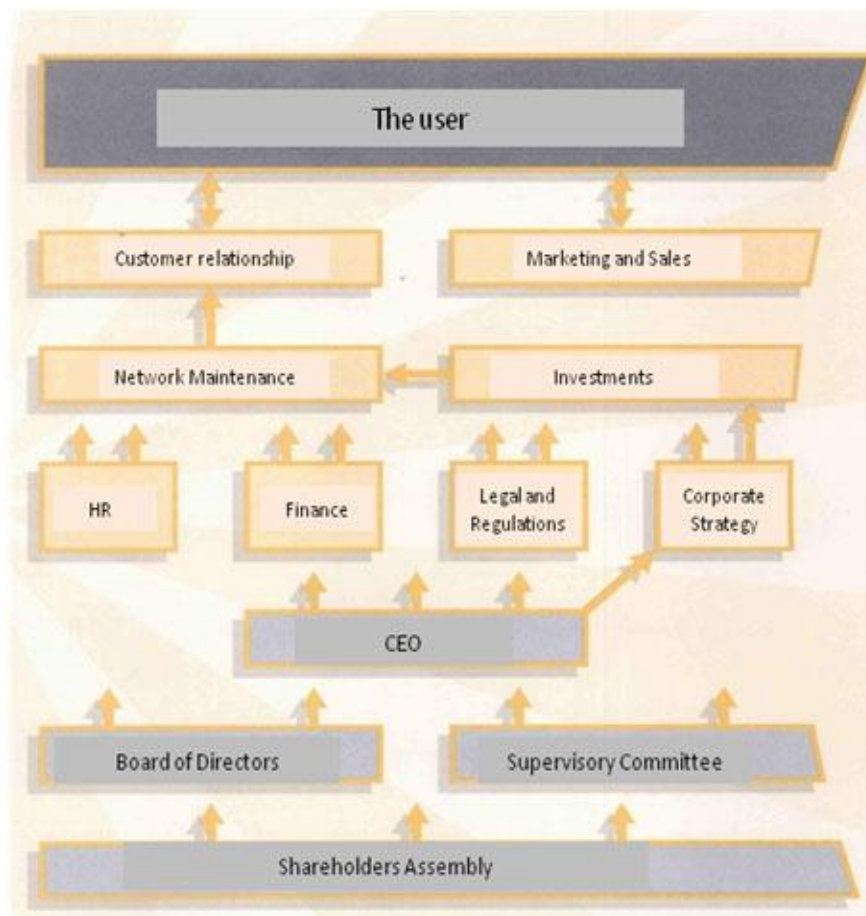 The user
Customer relationship
Marketing and Sales
Network Maintenance
Investments
HR
Finance
Legal and
Regulations
Corporate
Strategy
CEO
Board of Directors
Supervisory Committee
Shareholders Assembly